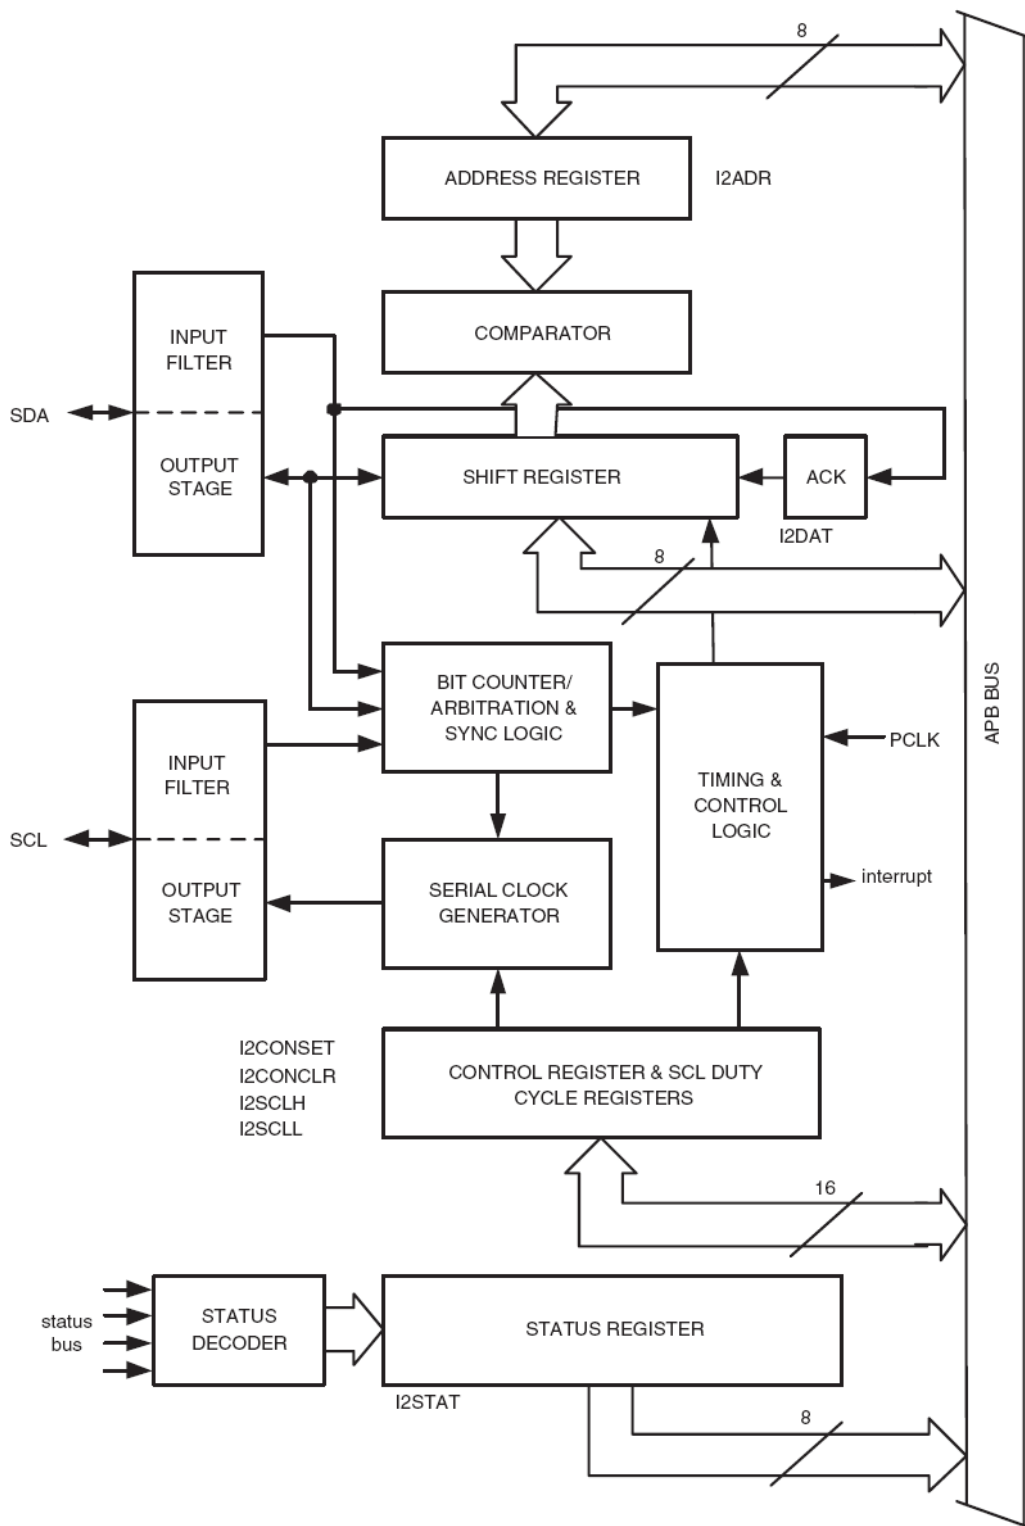 8
ADDRESS REGISTER
I2ADR
COMPARATOR
INPUT
FILTER
SDA
OUTPUT
STAGE
SHIFT REGISTER
ACK
I2DAT
8
BIT COUNTER/
ARBITRATION &
SYNC LOGIC
APB BUS
PCLK
INPUT
FILTER
TIMING &
CONTROL
LOGIC
SCL
OUTPUT
STAGE
SERIAL CLOCK
GENERATOR
interrupt
I2CONSET
I2CONCLR
I2SCLH
I2SCLL
CONTROL REGISTER & SCL DUTY
CYCLE REGISTERS
16
status
bus
STATUS
DECODER
STATUS REGISTER
I2STAT
8